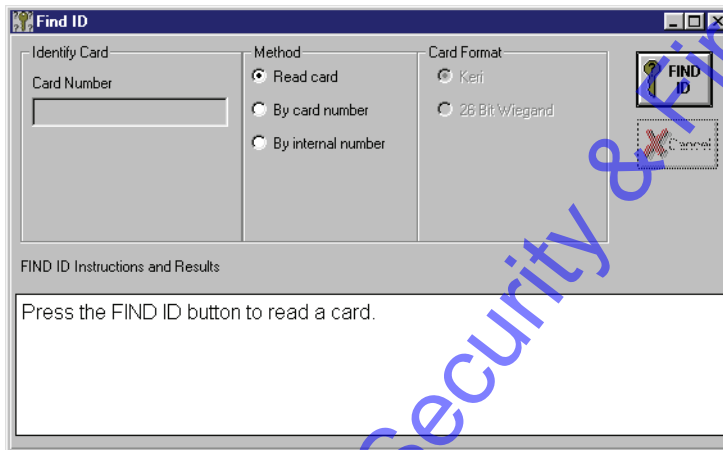 Find ID
Identify Card
Card Number
Method
Read card
By card number
By internal number
Card Format
Keri
26 Bit Wiegand
FIND
ID
Cancel
FIND ID Instructions and Results
Press the FIND ID button to read a card.
Security & Fir